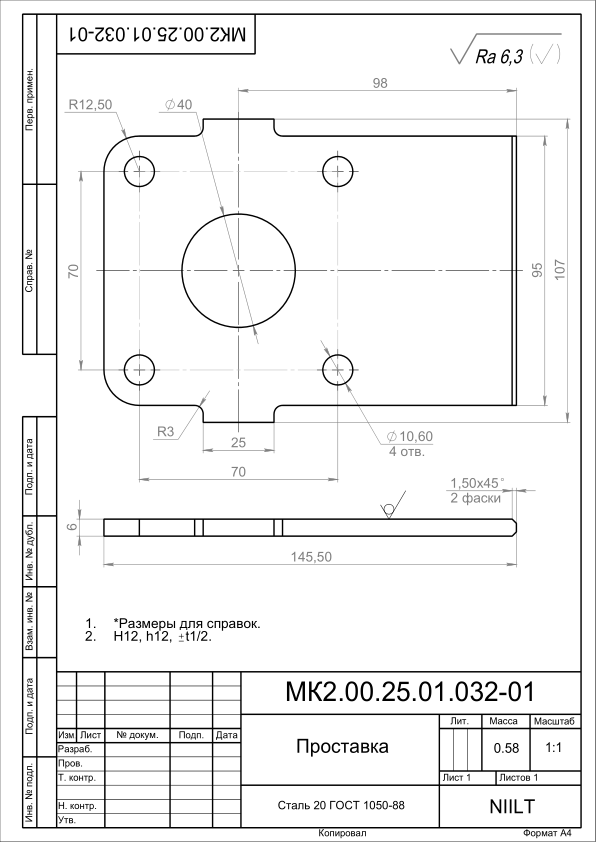 МК2.00.25.01.032-01
Ra 6,3 (√)
Перв. примен.
Справ. №
Подп. и дата
Инв. № дубл.
Взам. инв. №
Подп. и дата
Инв. № подл.
98
R12,50
∅40
70
95
107
R3
25
∅10,60
4 отв.
70
1,50x45°
2 фаски
6
145,50
1. *Размеры для справок.
2. H12, h12, ±t1/2.
МК2.00.25.01.032-01
Изм Лист № докум. Подп. Дата
Разраб.
Пров.
Т. контр.
Н. контр.
Утв.
Проставка
Лит. Масса Масштаб
0.58 1:1
Лист 1 Листов 1
Сталь 20 ГОСТ 1050-88
NIILT
Копировал Формат А4